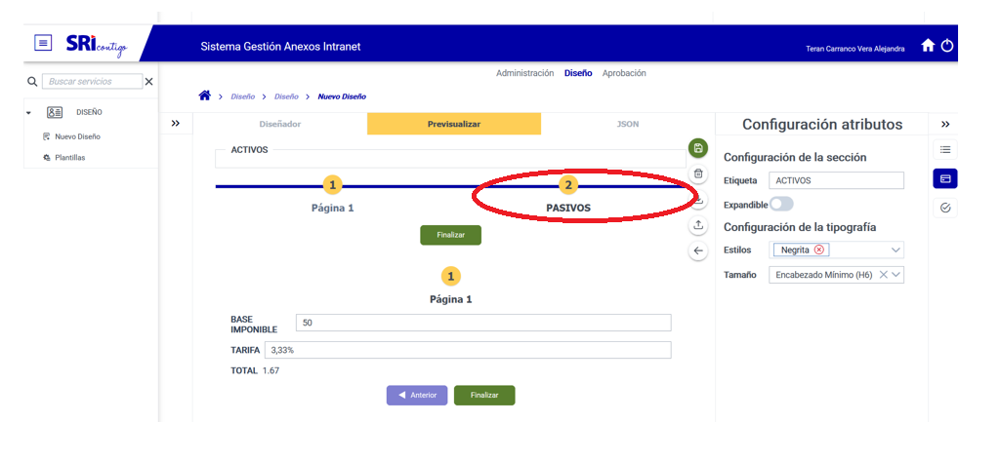 SRi contigo
Sistema Gestión Anexos Intranet
Teran Carranco Vera Alejandra
Buscar servicios
Administración Diseño Aprobación
Diseño > Diseño > Nuevo Diseño
DISEÑO
Nuevo Diseño
Plantillas
Diseñador Previsualizar JSON
ACTIVOS
1 2
Página 1 PASIVOS
Finalizar
1
Página 1
BASE IMPONIBLE 50
TARIFA 3,33%
TOTAL 1.67
Anterior Finalizar
Configuración atributos
Configuración de la sección
Etiqueta ACTIVOS
Expandible
Configuración de la tipografía
Estilos Negrita
Tamaño Encabezado Mínimo (H6)